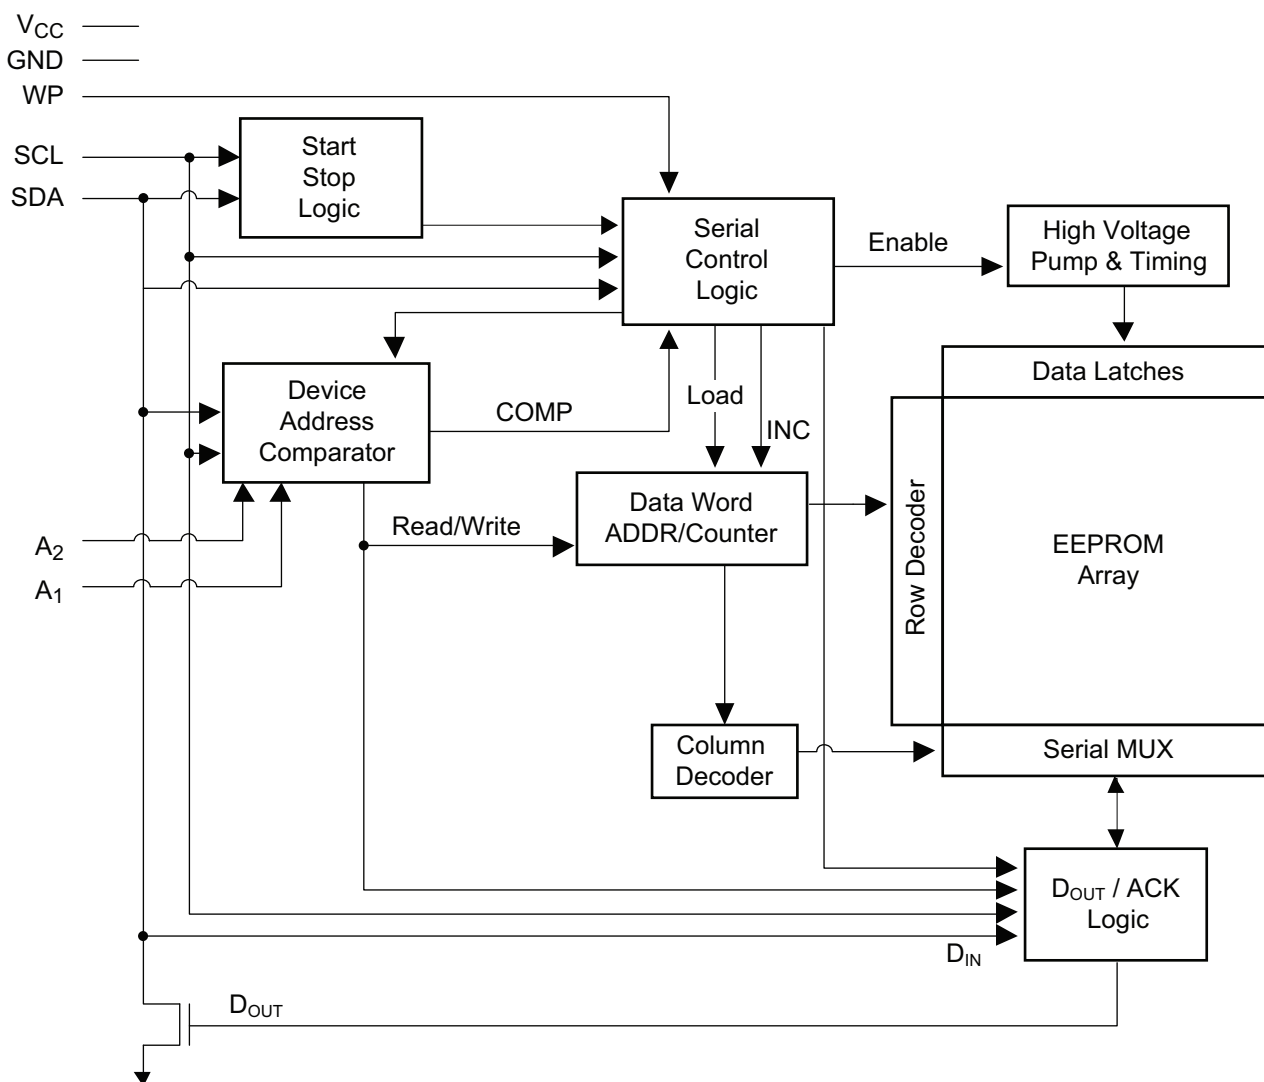 VCC
GND
WP
SCL
SDA
Start
Stop
Logic
Serial
Control
Logic
Enable
High Voltage
Pump & Timing
Data Latches
Device
Address
Comparator
COMP
Load
INC
A2
A1
Read/Write
Data Word
ADDR/Counter
Row Decoder
EEPROM
Array
Column
Decoder
Serial MUX
DOUT / ACK
Logic
DIN
DOUT